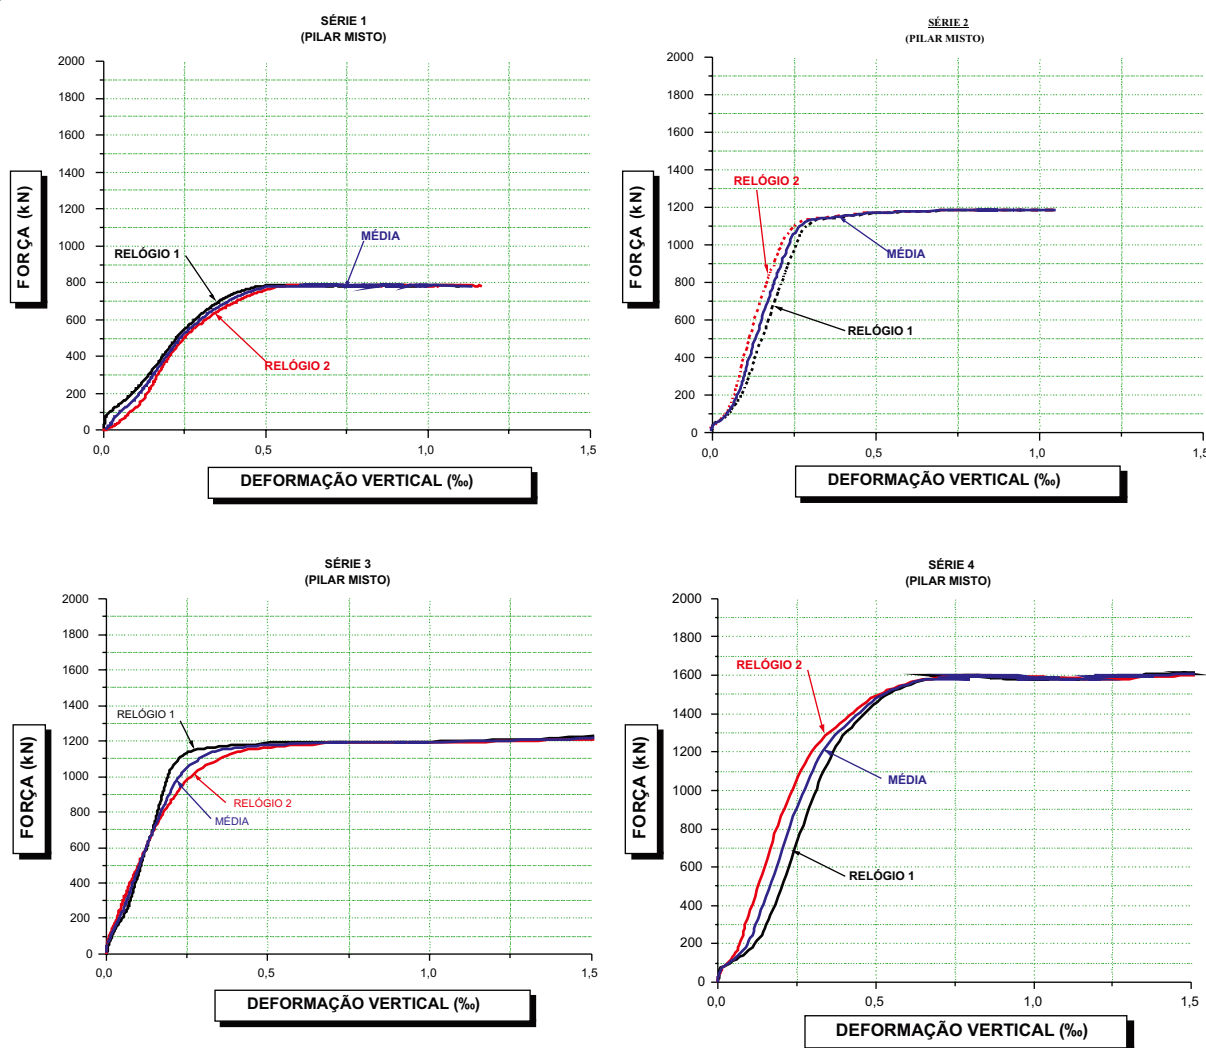 SÉRIE 1
(PILAR MISTO)
2000
1800
1600
1400
1200
1000
800
600
400
200
0
FORÇA (kN)
RELÓGIO 1
MÉDIA
RELÓGIO 2
0,0
0,5
1,0
1,5
DEFORMAÇÃO VERTICAL (‰)
SÉRIE 2
(PILAR MISTO)
2000
1800
1600
1400
1200
1000
800
600
400
200
0
FORÇA (kN)
RELÓGIO 2
MÉDIA
RELÓGIO 1
0,0
0,5
1,0
1,5
DEFORMAÇÃO VERTICAL (‰)
SÉRIE 3
(PILAR MISTO)
2000
1800
1600
1400
1200
1000
800
600
400
200
0
FORÇA (kN)
RELÓGIO 1
RELÓGIO 2
MÉDIA
0,0
0,5
1,0
1,5
DEFORMAÇÃO VERTICAL (‰)
SÉRIE 4
(PILAR MISTO)
2000
1800
1600
1400
1200
1000
800
600
400
200
0
FORÇA (kN)
RELÓGIO 2
MÉDIA
RELÓGIO 1
0,0
0,5
1,0
1,5
DEFORMAÇÃO VERTICAL (‰)